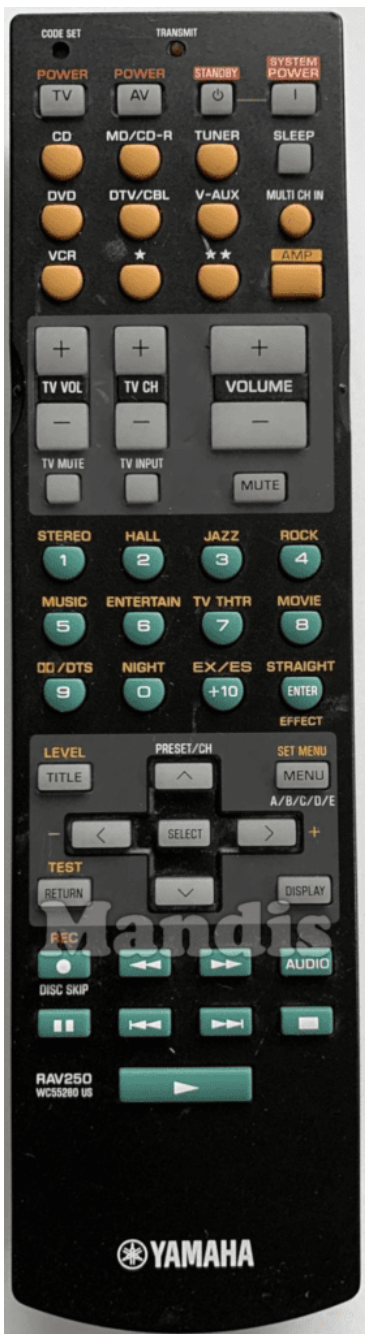 CODE SET TRANSMIT
POWER POWER STANDBY SYSTEM POWER
TV AV I
CD MD/CD-R TUNER SLEEP
DVD DTV/CBL V-AUX MULTI CH IN
VCR ★ ★★ AMP
+ + +
TV VOL TV CH VOLUME
− − −
TV MUTE TV INPUT MUTE
STEREO HALL JAZZ ROCK
1 2 3 4
MUSIC ENTERTAIN TV THTR MOVIE
5 6 7 8
DD/DTS NIGHT EX/ES STRAIGHT
9 0 +10 ENTER
EFFECT
LEVEL PRESET/CH SET MENU
TITLE MENU
A/B/C/D/E
− SELECT +
TEST
RETURN DISPLAY
Mandis
REC
AUDIO
DISC SKIP
RAV250
WC55260 US
YAMAHA